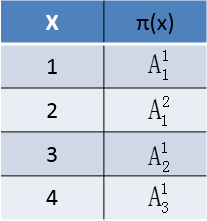 X π(x)
1 A₁¹
2 A₁²
3 A₂¹
4 A₃¹